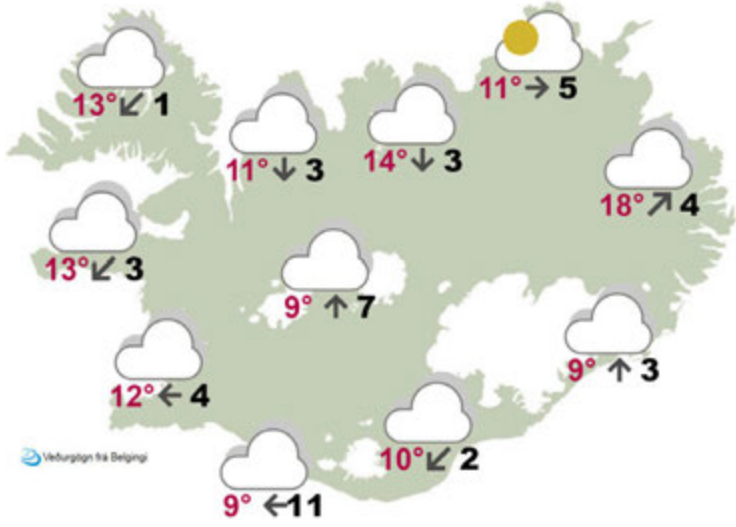 13° ↙ 1
11° → 5
11° ↓ 3
14° ↓ 3
18° ↗ 4
13° ↙ 3
9° ↑ 7
9° ↑ 3
12° ← 4
10° ↙ 2
9° ← 11
Veðurgögn frá Belgingi